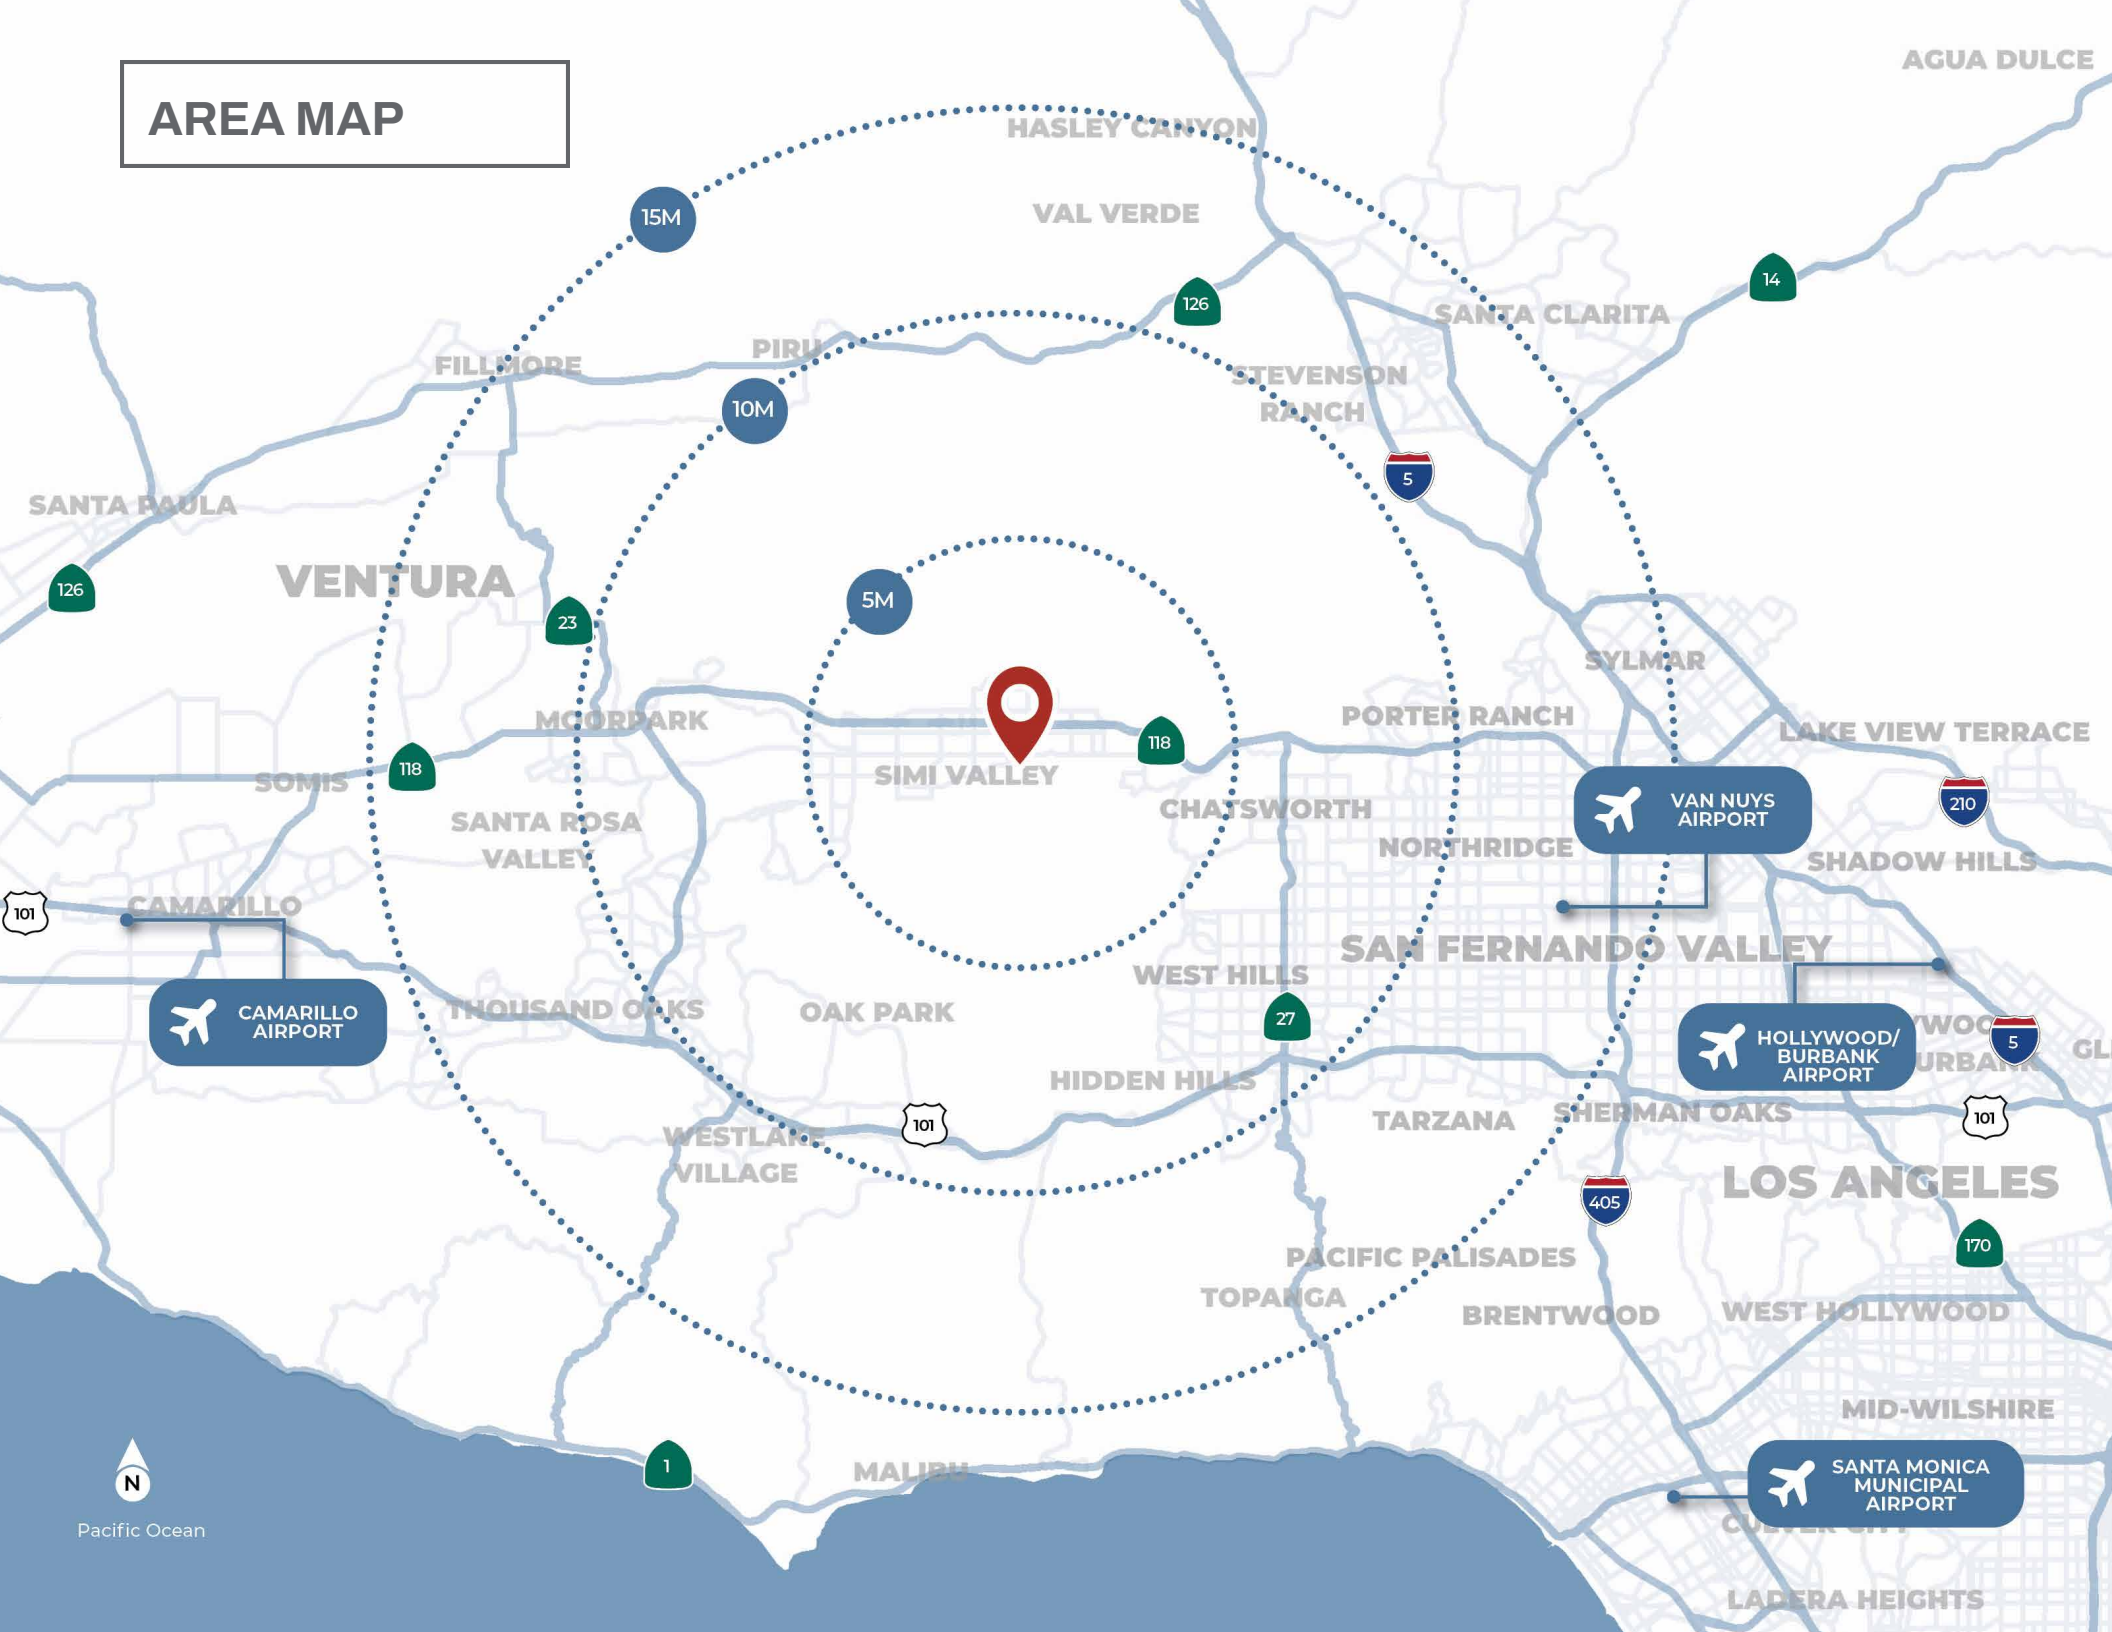 AREA MAP
AGUA DULCE
HASLEY CANYON
15M
VAL VERDE
14
126
SANTA CLARITA
PIRU
FILLMORE
STEVENSON
RANCH
10M
5
SANTA PAULA
VENTURA
126
5M
23
SYLMAR
MOORPARK
PORTER RANCH
LAKE VIEW TERRACE
118
118
SOMIS
SIMI VALLEY
VAN NUYS
AIRPORT
210
CHATSWORTH
SANTA ROSA
VALLEY
NORTHRIDGE
SHADOW HILLS
101
CAMARILLO
SAN FERNANDO VALLEY
WEST HILLS
CAMARILLO
AIRPORT
THOUSAND OAKS
OAK PARK
27
HOLLYWOOD/
BURBANK
AIRPORT
5
HIDDEN HILLS
101
TARZANA
SHERMAN OAKS
101
WESTLAKE
VILLAGE
LOS ANGELES
405
170
PACIFIC PALISADES
TOPANGA
BRENTWOOD
WEST HOLLYWOOD
MID-WILSHIRE
1
MALIBU
SANTA MONICA
MUNICIPAL
AIRPORT
N
Pacific Ocean
LADERA HEIGHTS